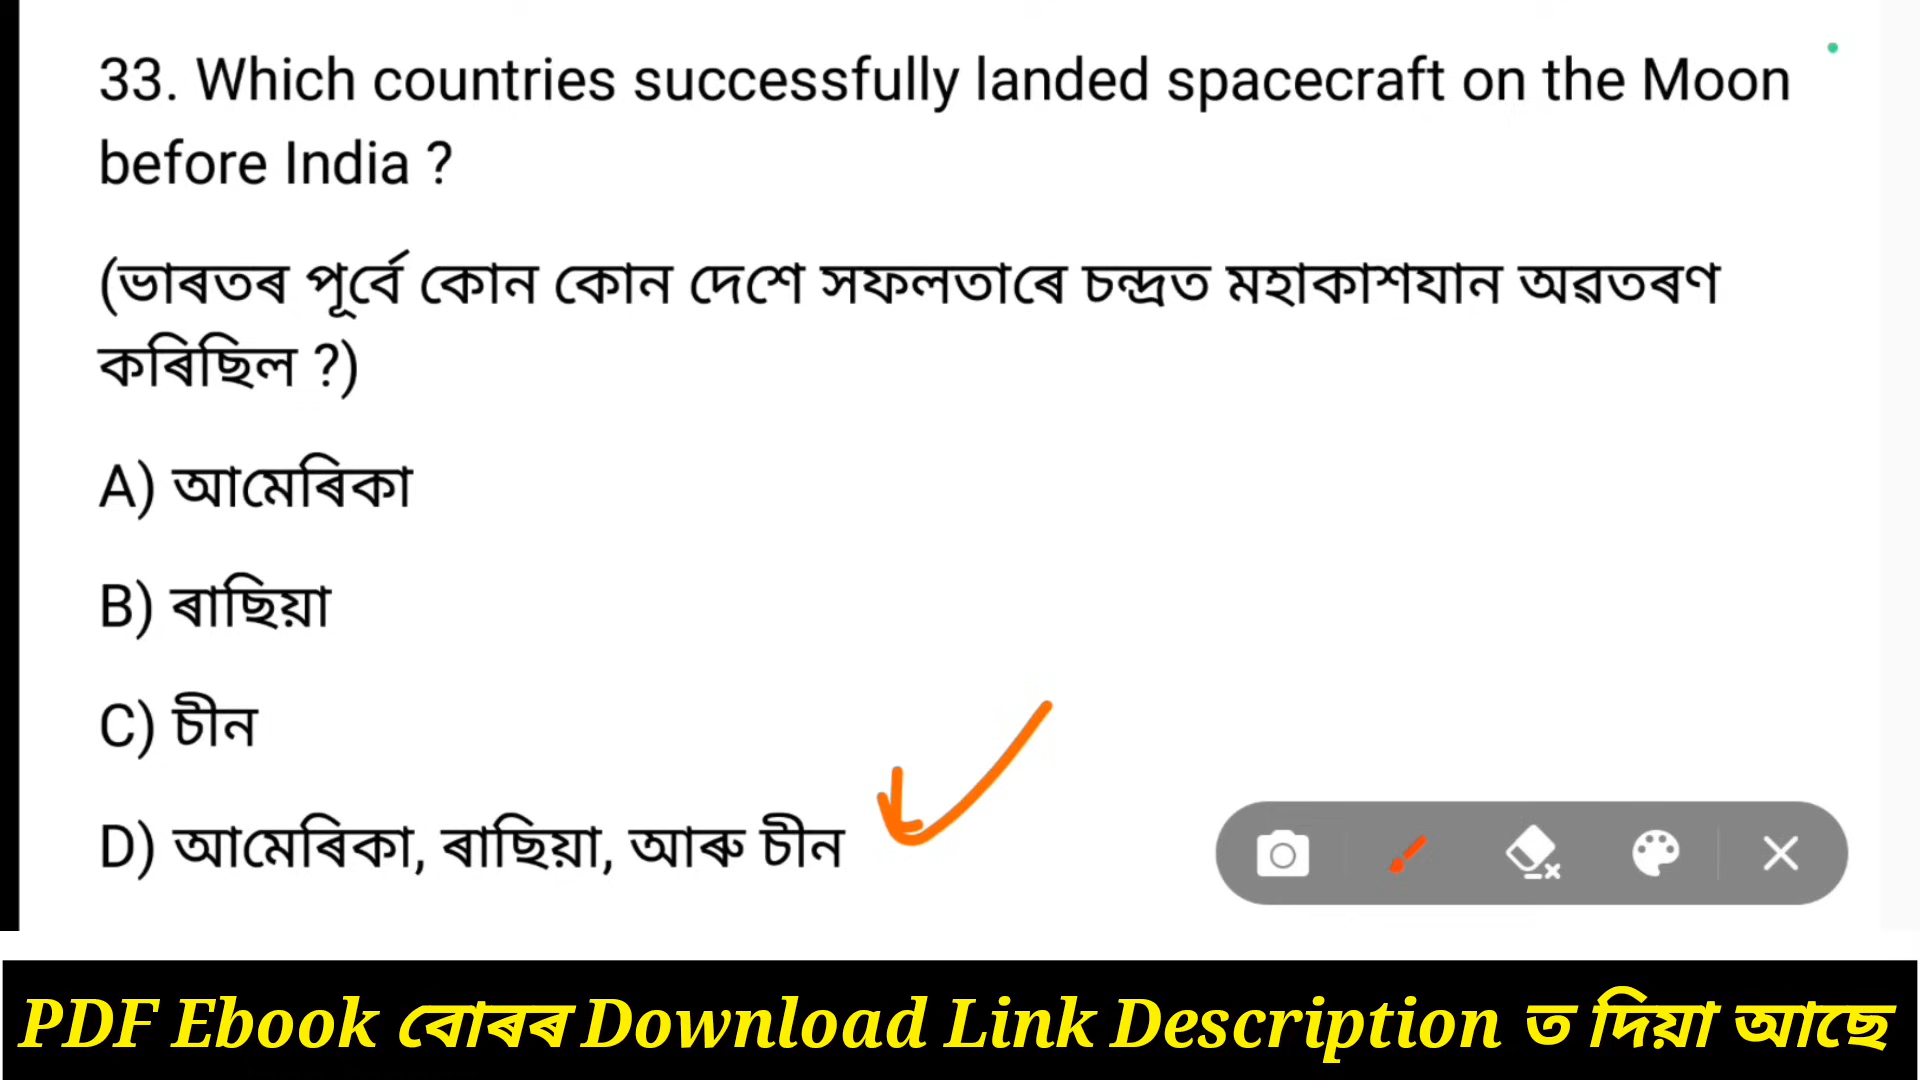 33. Which countries successfully landed spacecraft on the Moon
before India ?
(ভাৰতৰ পূৰ্বে কোন কোন দেশে সফলতাৰে চন্দ্ৰত মহাকাশযান অৱতৰণ
কৰিছিল ?)
A) আমেৰিকা
B) ৰাছিয়া
C) চীন
D) আমেৰিকা, ৰাছিয়া, আৰু চীন
PDF Ebook বোৰৰ Download Link Description ত দিয়া আছে